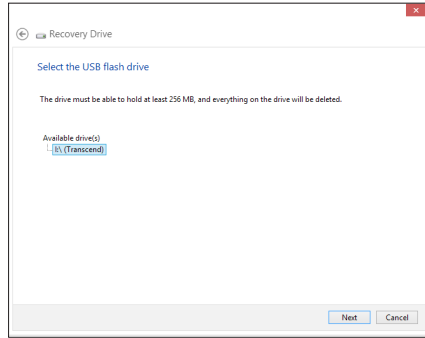 Recovery Drive
Select the USB flash drive
The drive must be able to hold at least 256 MB, and everything on the drive will be deleted.
Available drive(s)
I:\ (Transcend)
Next Cancel